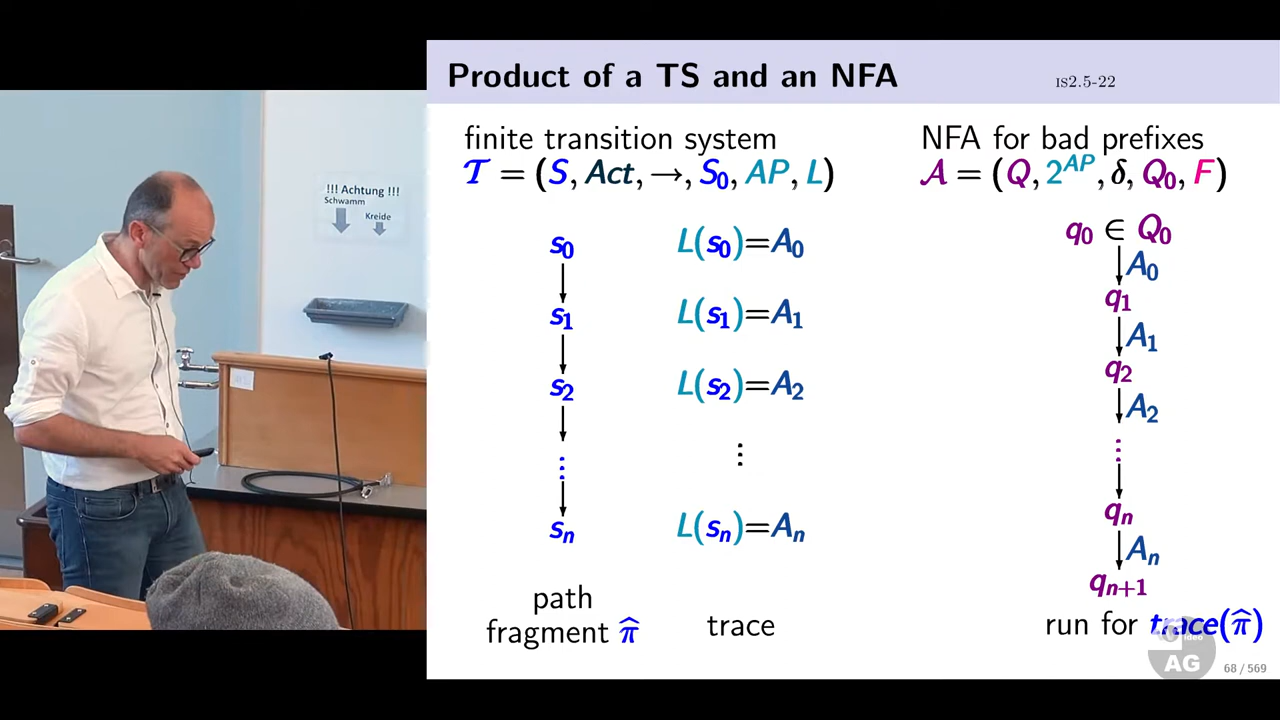 Product of a TS and an NFA
IS2.5-22
finite transition system
𝒯 = (S, Act, →, S₀, AP, L)
NFA for bad prefixes
𝒜 = (Q, 2^AP, δ, Q₀, F)
s₀ L(s₀)=A₀
s₁ L(s₁)=A₁
s₂ L(s₂)=A₂
⋮ ⋮
sₙ L(sₙ)=Aₙ
path
fragment π̂
trace
q₀ ∈ Q₀
A₀
q₁
A₁
q₂
A₂
⋮
qₙ
Aₙ
qₙ₊₁
run for trace(π̂)
AG
68 / 569
!!! Achtung !!!
Schwamm
Kreide